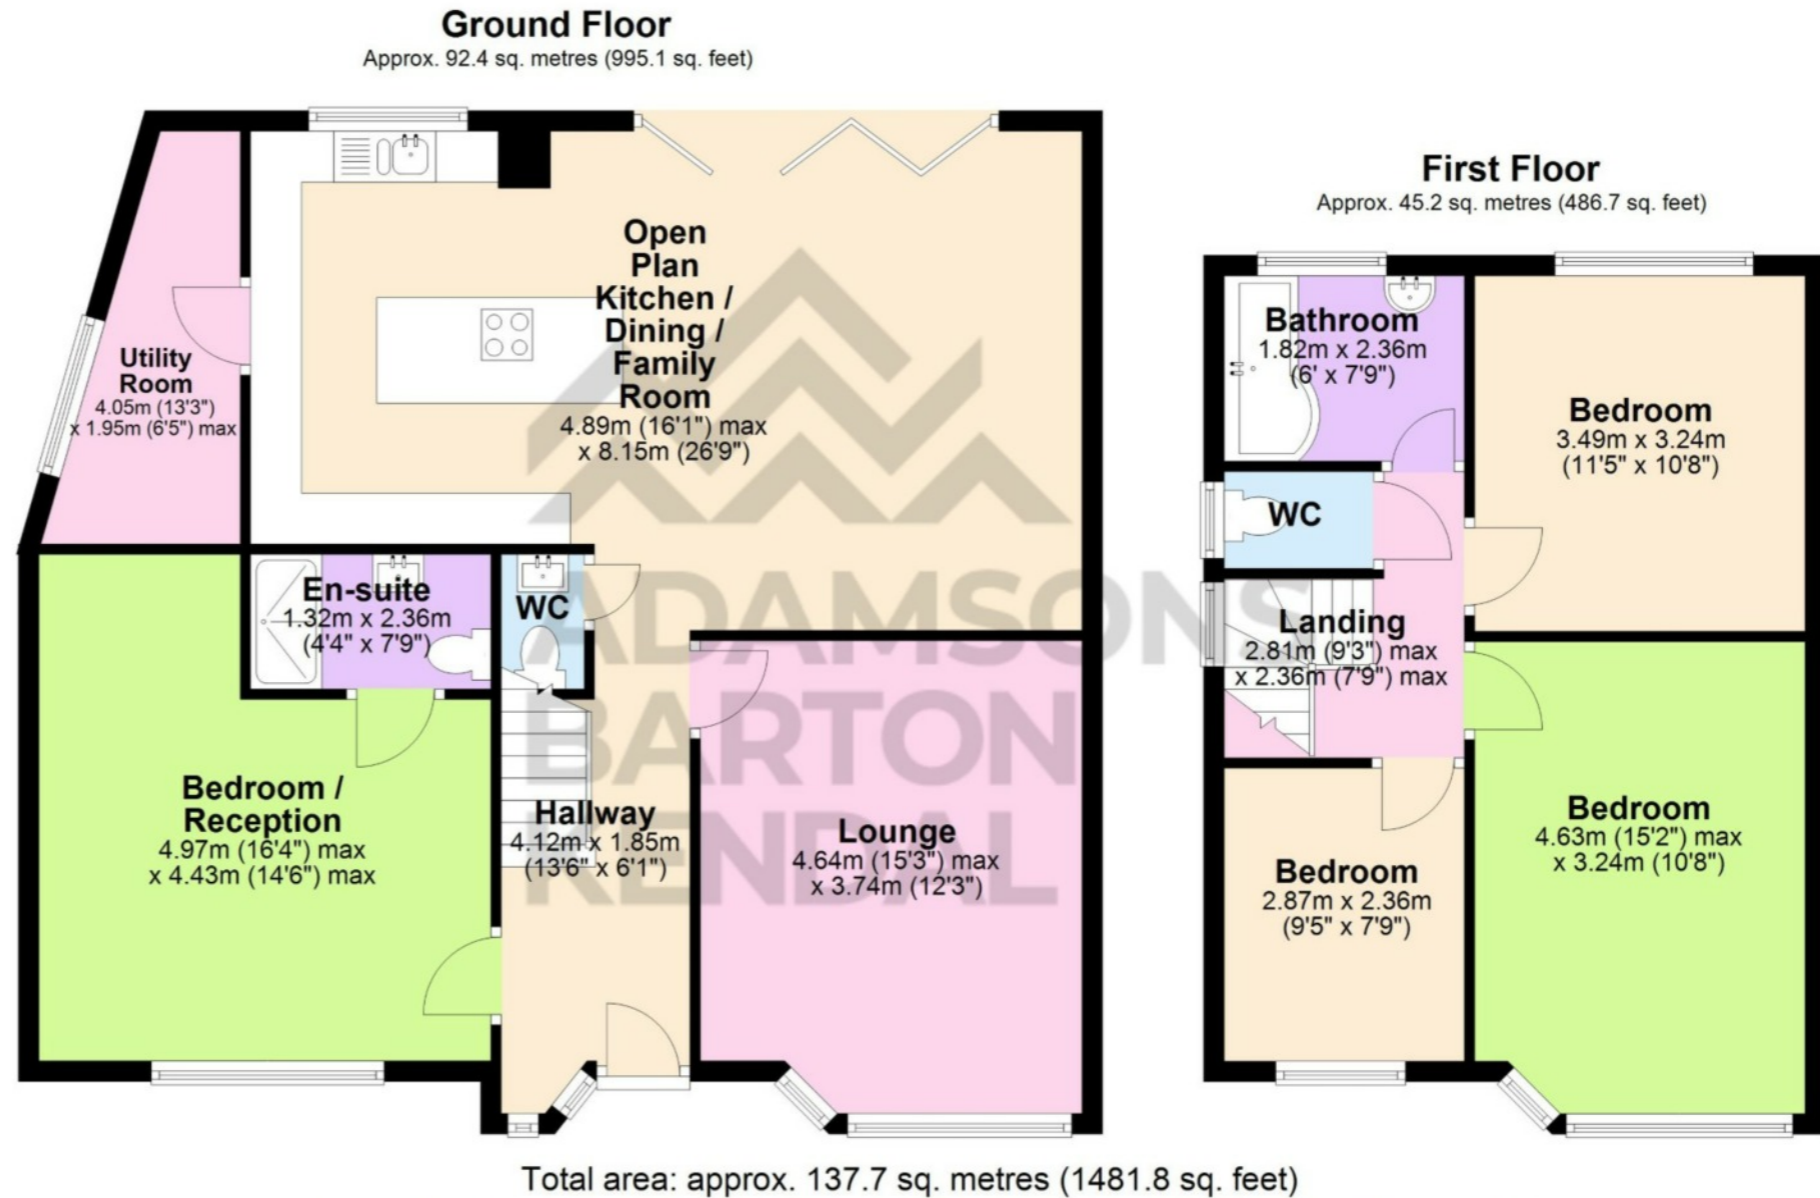 Ground Floor
Approx. 92.4 sq. metres (995.1 sq. feet)
Open
Plan
Kitchen /
Dining /
Family
Room
4.89m (16'1") max
x 8.15m (26'9")
Utility
Room
4.05m (13'3")
x 1.95m (6'5") max
En-suite
1.32m x 2.36m
(4'4" x 7'9")
WC
Bedroom /
Reception
4.97m (16'4") max
x 4.43m (14'6") max
Hallway
4.12m x 1.85m
(13'6" x 6'1")
Lounge
4.64m (15'3") max
x 3.74m (12'3")
ADAMSONS
BARTON
KENDAL
First Floor
Approx. 45.2 sq. metres (486.7 sq. feet)
Bathroom
1.82m x 2.36m
(6' x 7'9")
Bedroom
3.49m x 3.24m
(11'5" x 10'8")
WC
Landing
2.81m (9'3") max
x 2.36m (7'9") max
Bedroom
4.63m (15'2") max
x 3.24m (10'8")
Bedroom
2.87m x 2.36m
(9'5" x 7'9")
Total area: approx. 137.7 sq. metres (1481.8 sq. feet)